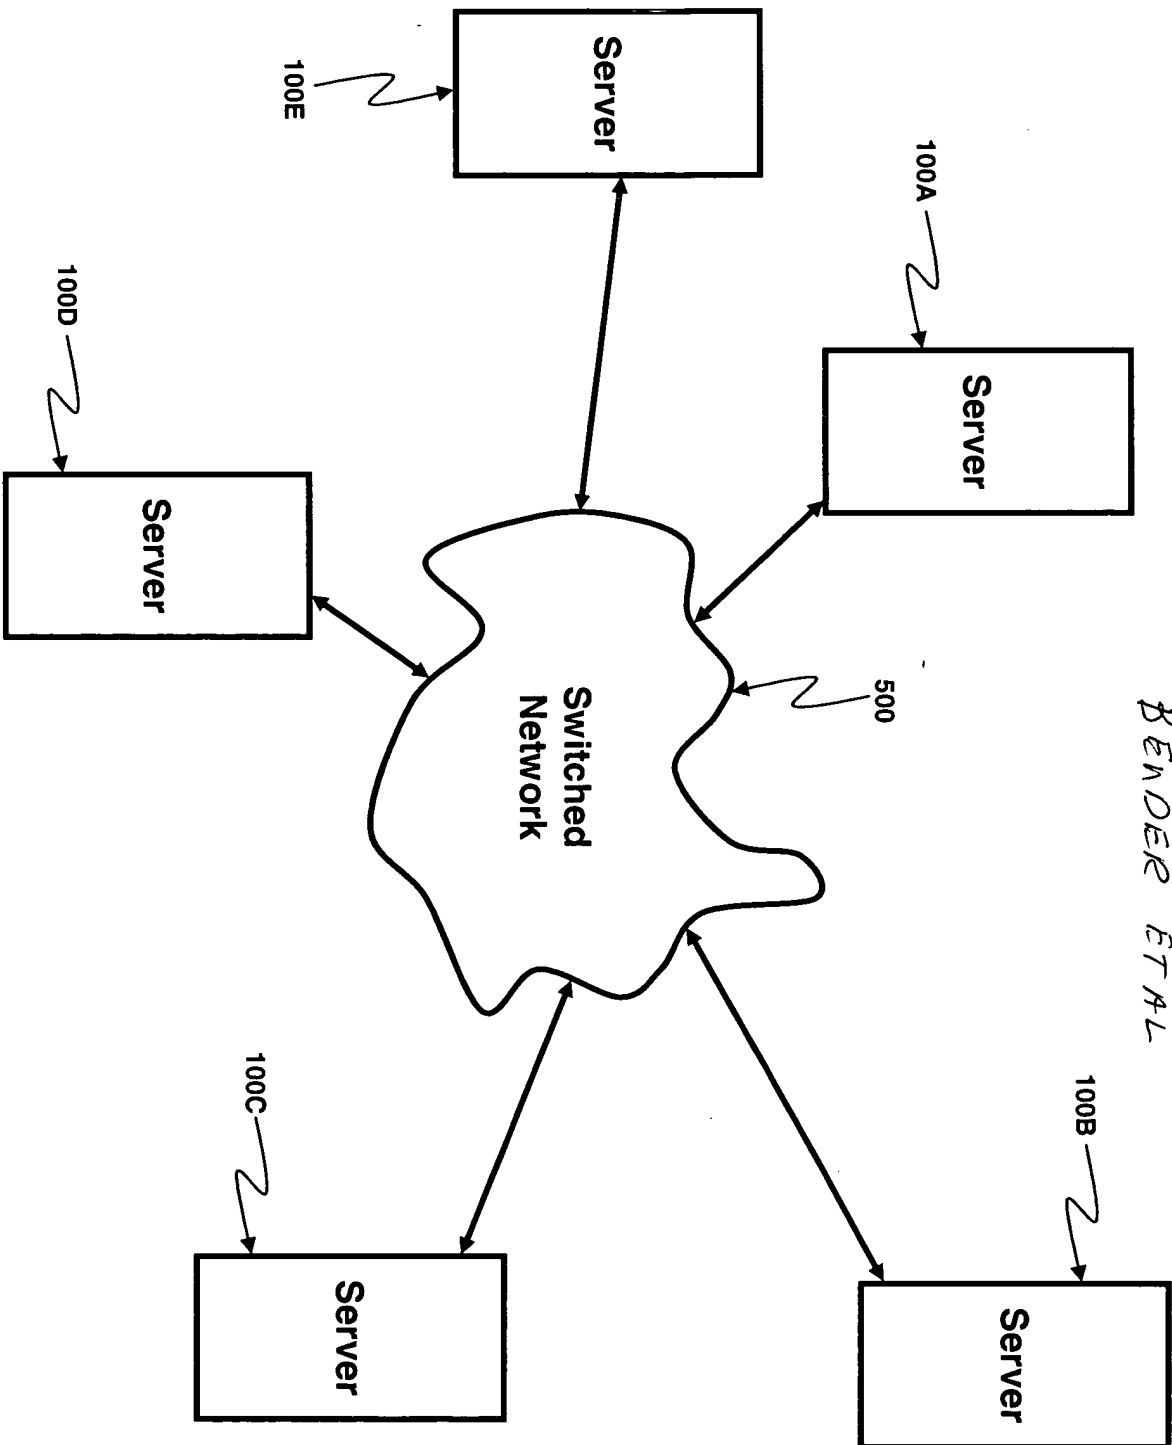 BENDER ET AL
100B
Server
100A
Server
500
Switched
Network
Server
100E
100C
Server
100D
Server